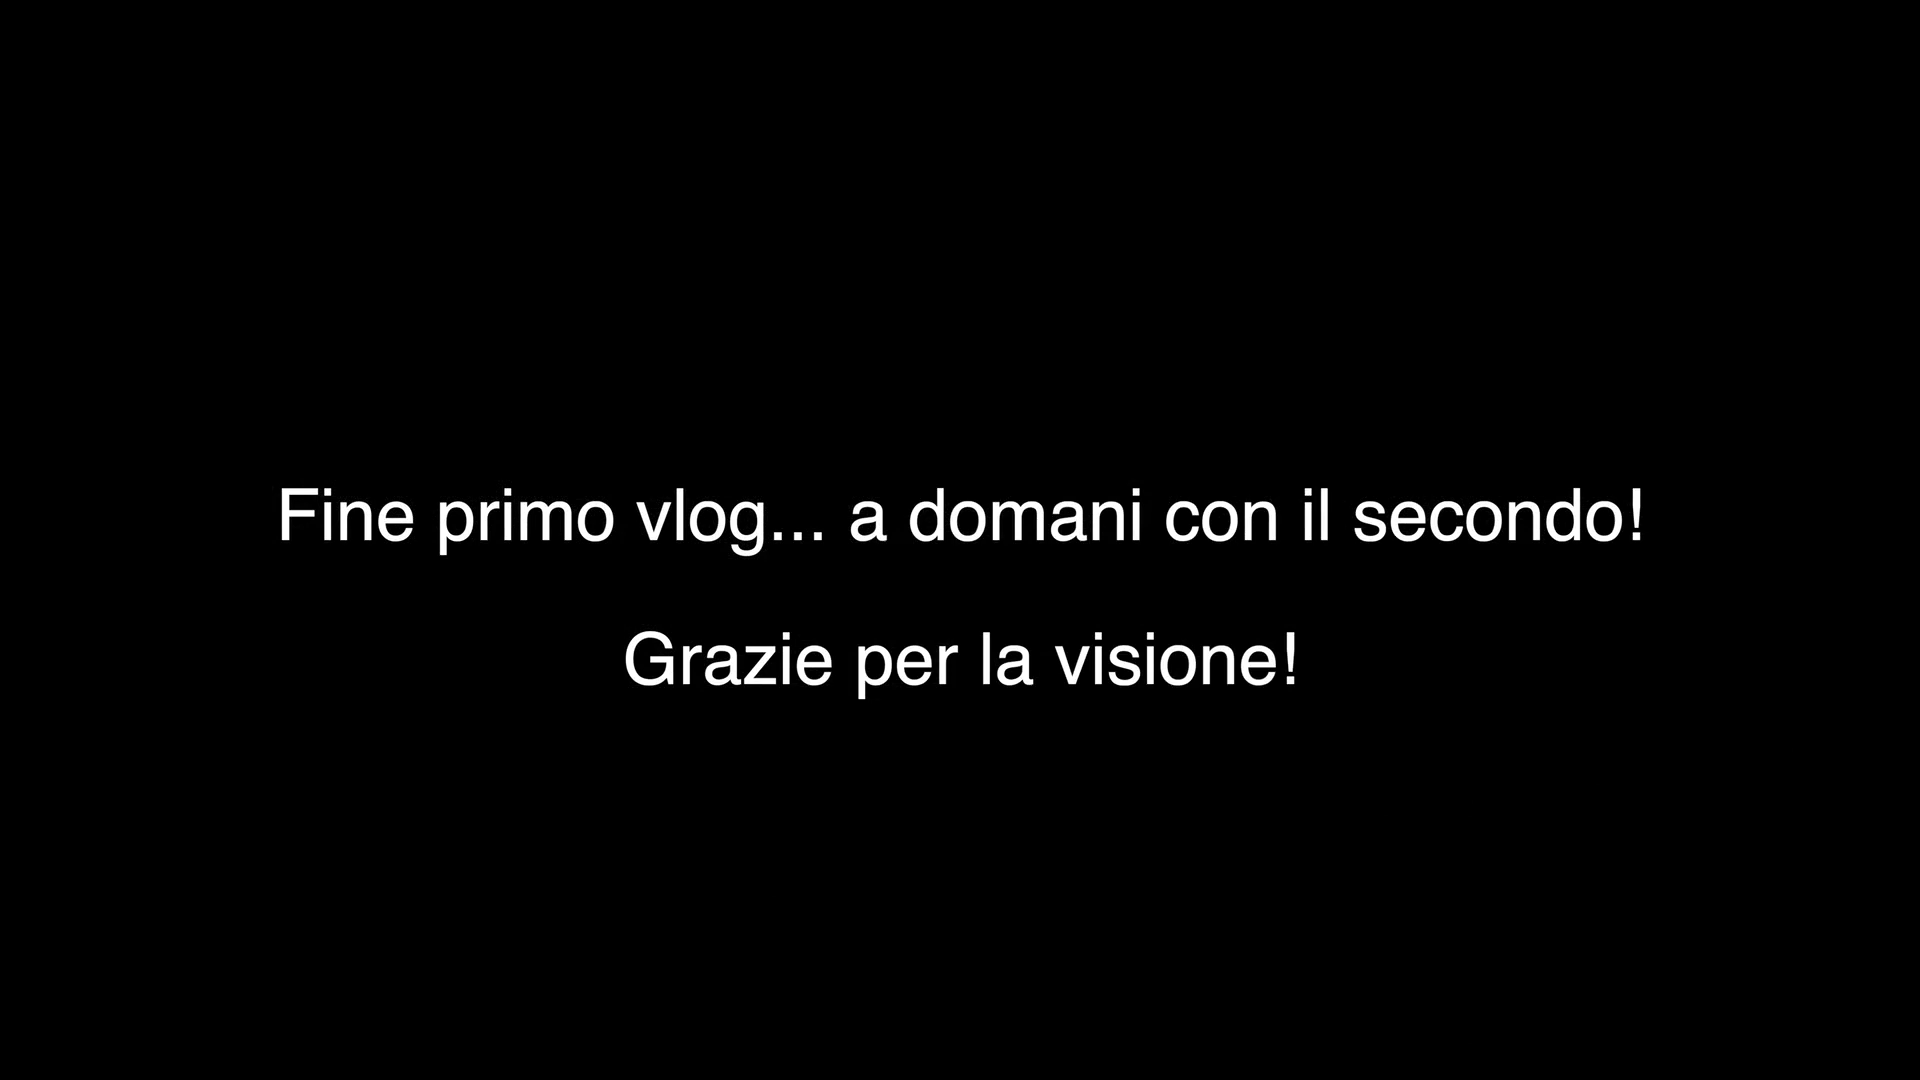 Fine primo vlog... a domani con il secondo!
Grazie per la visione!